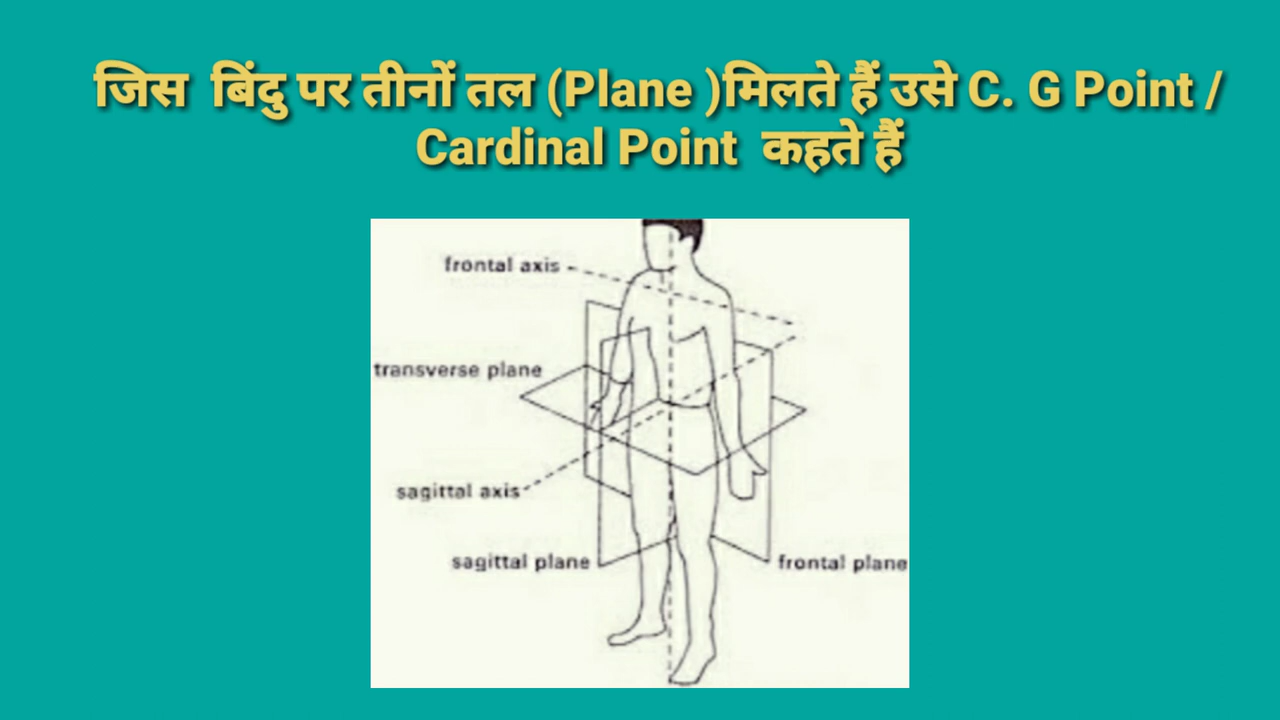 जिस बिंदु पर तीनों तल (Plane )मिलते हैं उसे C. G Point /
Cardinal Point कहते हैं
frontal axis
transverse plane
sagittal axis
sagittal plane
frontal plane